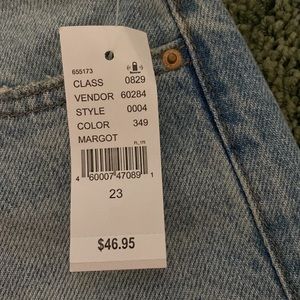 655173
CLASS 0829
VENDOR 60284
STYLE 0004
COLOR 349
MARGOT
4 60007 47089 1
23
$46.95